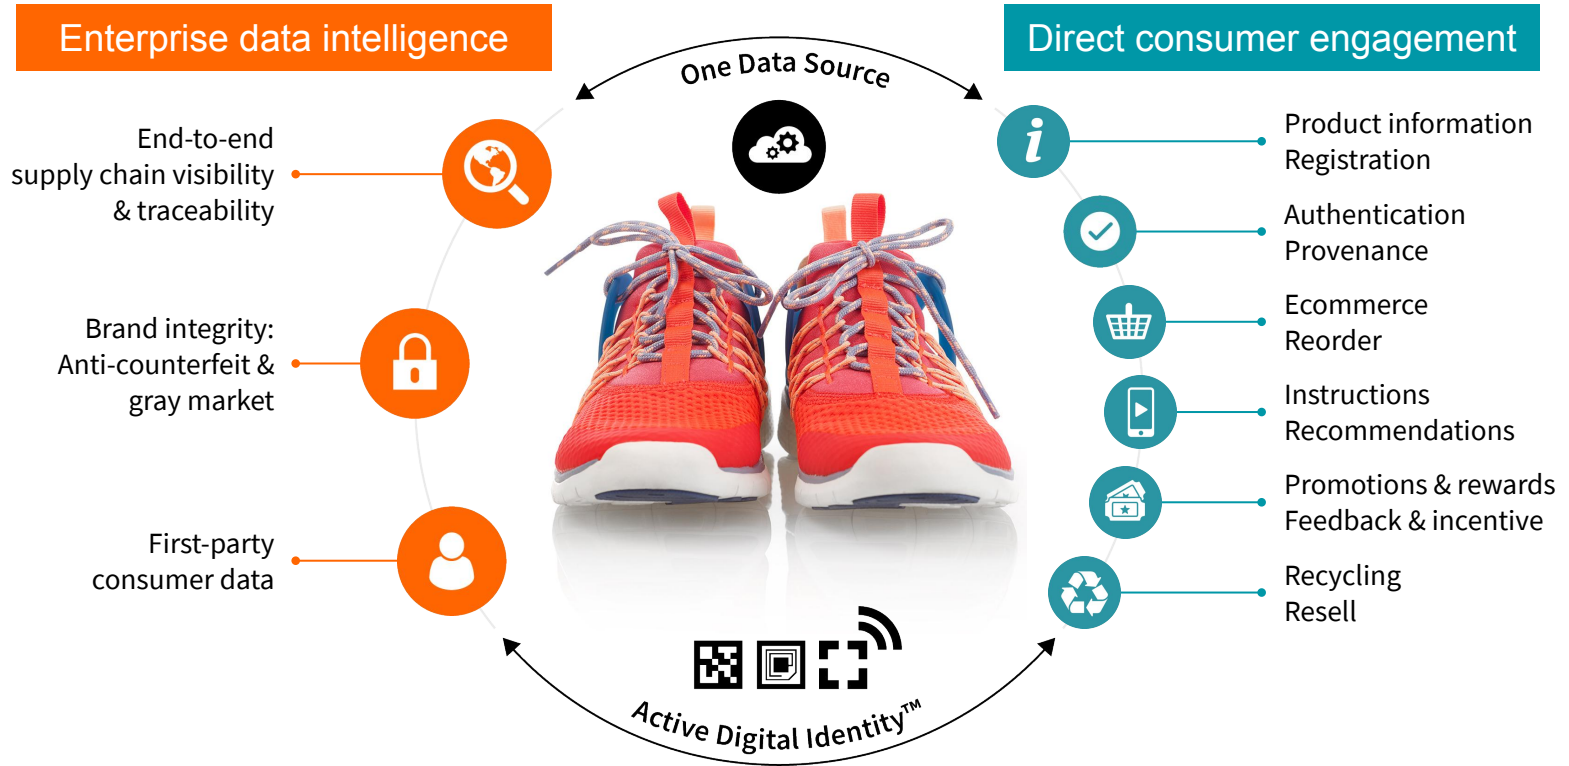 Enterprise data intelligence
Direct consumer engagement
One Data Source
End-to-end
supply chain visibility
& traceability
Brand integrity:
Anti-counterfeit &
gray market
First-party
consumer data
Product information
Registration
Authentication
Provenance
Ecommerce
Reorder
Instructions
Recommendations
Promotions & rewards
Feedback & incentive
Recycling
Resell
Active Digital Identity™